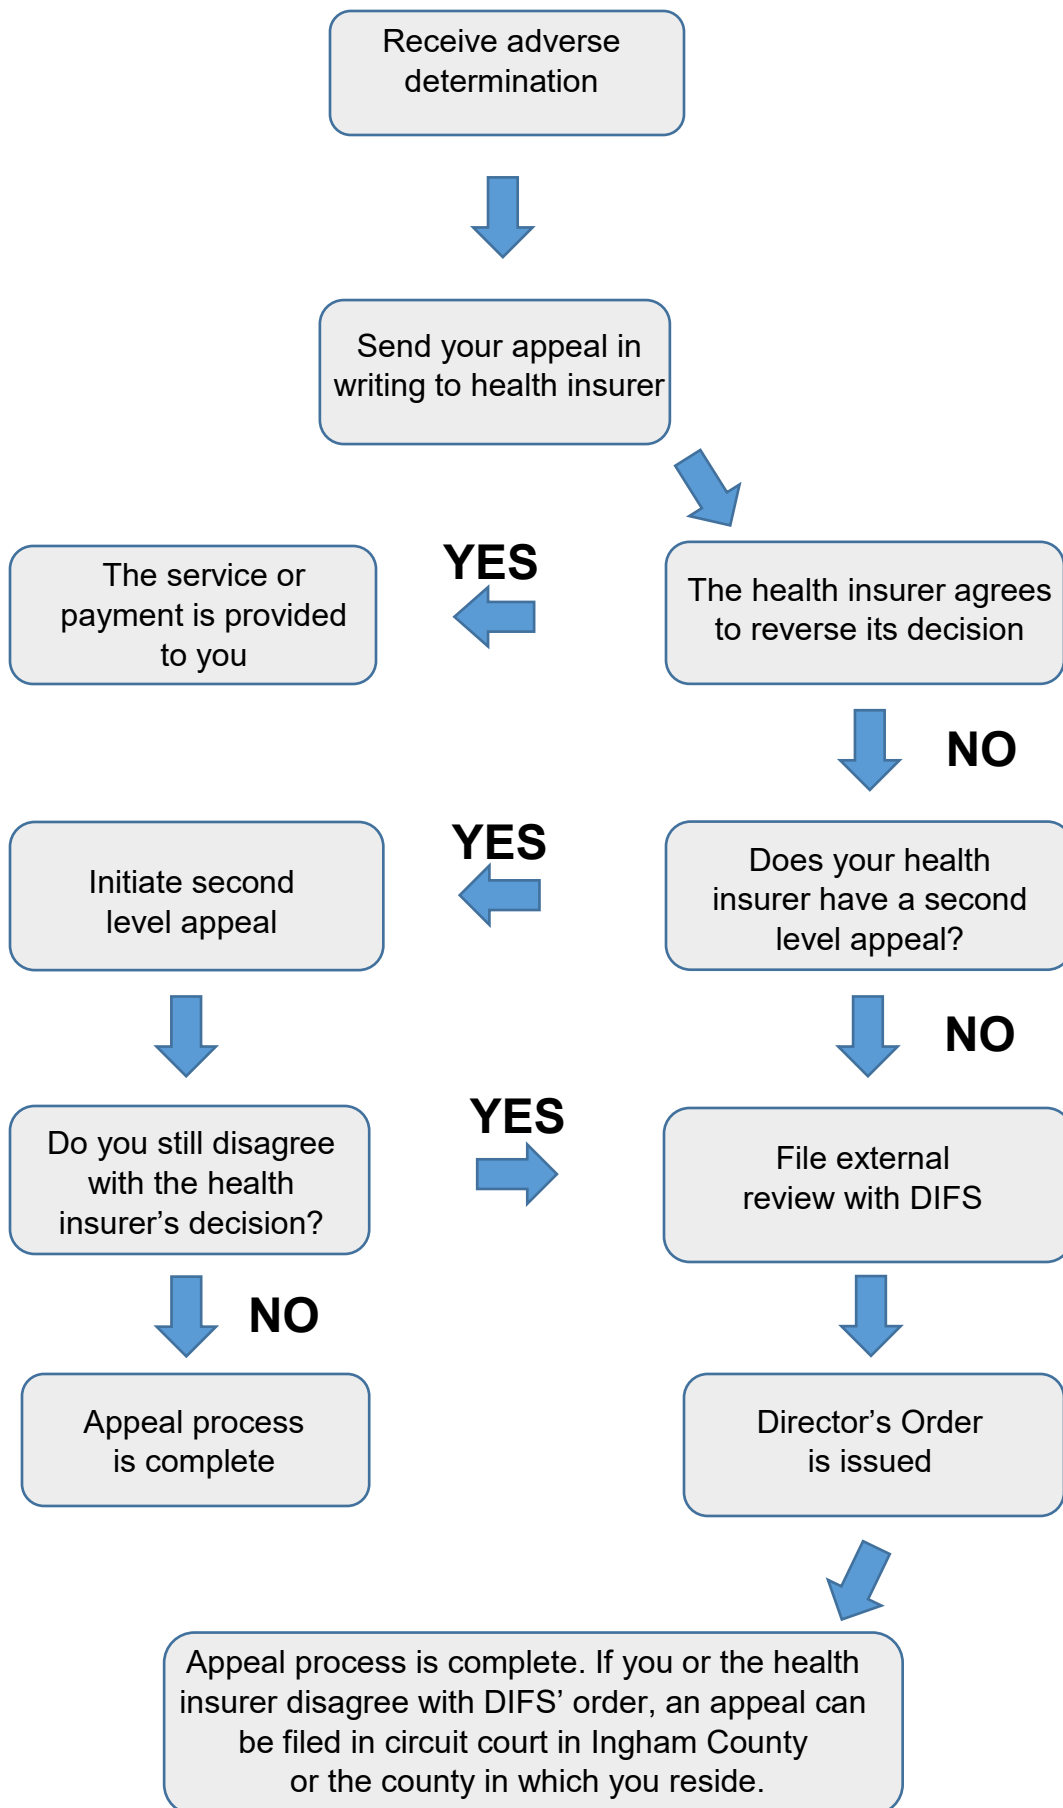 Receive adverse
determination
Send your appeal in
writing to health insurer
YES
The service or
payment is provided
to you
The health insurer agrees
to reverse its decision
NO
YES
Initiate second
level appeal
Does your health
insurer have a second
level appeal?
NO
YES
Do you still disagree
with the health
insurer’s decision?
File external
review with DIFS
NO
Appeal process
is complete
Director’s Order
is issued
Appeal process is complete. If you or the health
insurer disagree with DIFS’ order, an appeal can
be filed in circuit court in Ingham County
or the county in which you reside.